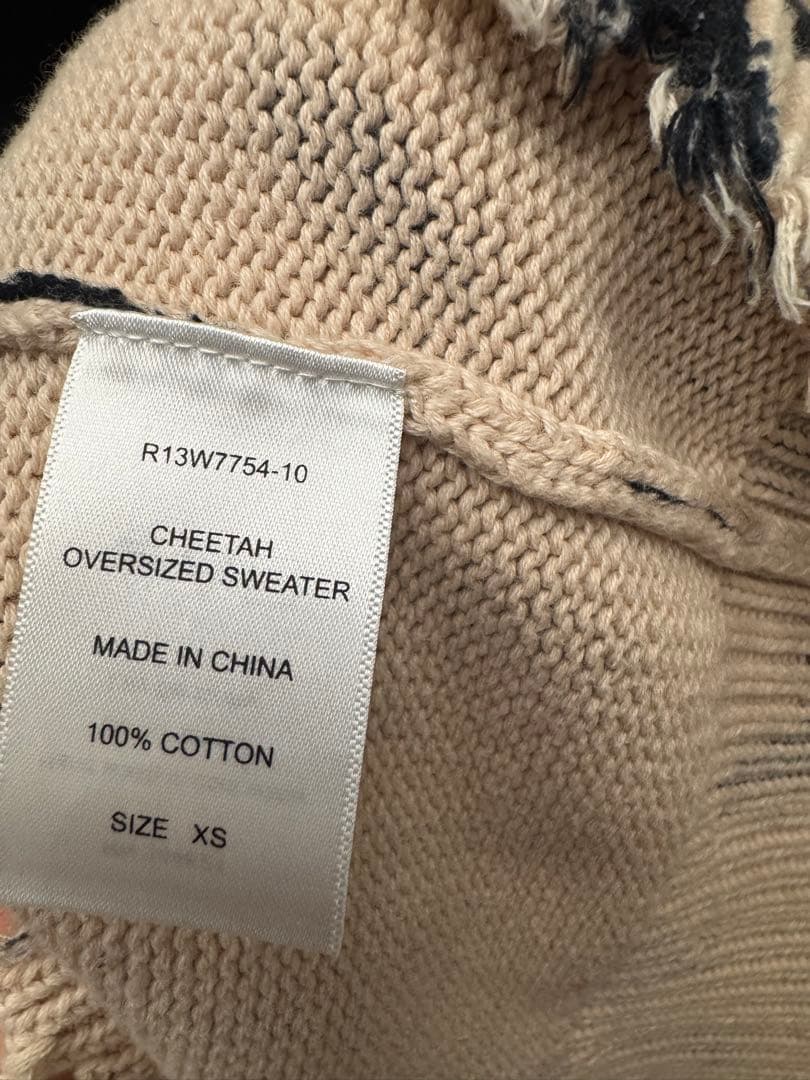 R13W7754-10
CHEETAH
OVERSIZED SWEATER
MADE IN CHINA
100% COTTON
SIZE XS